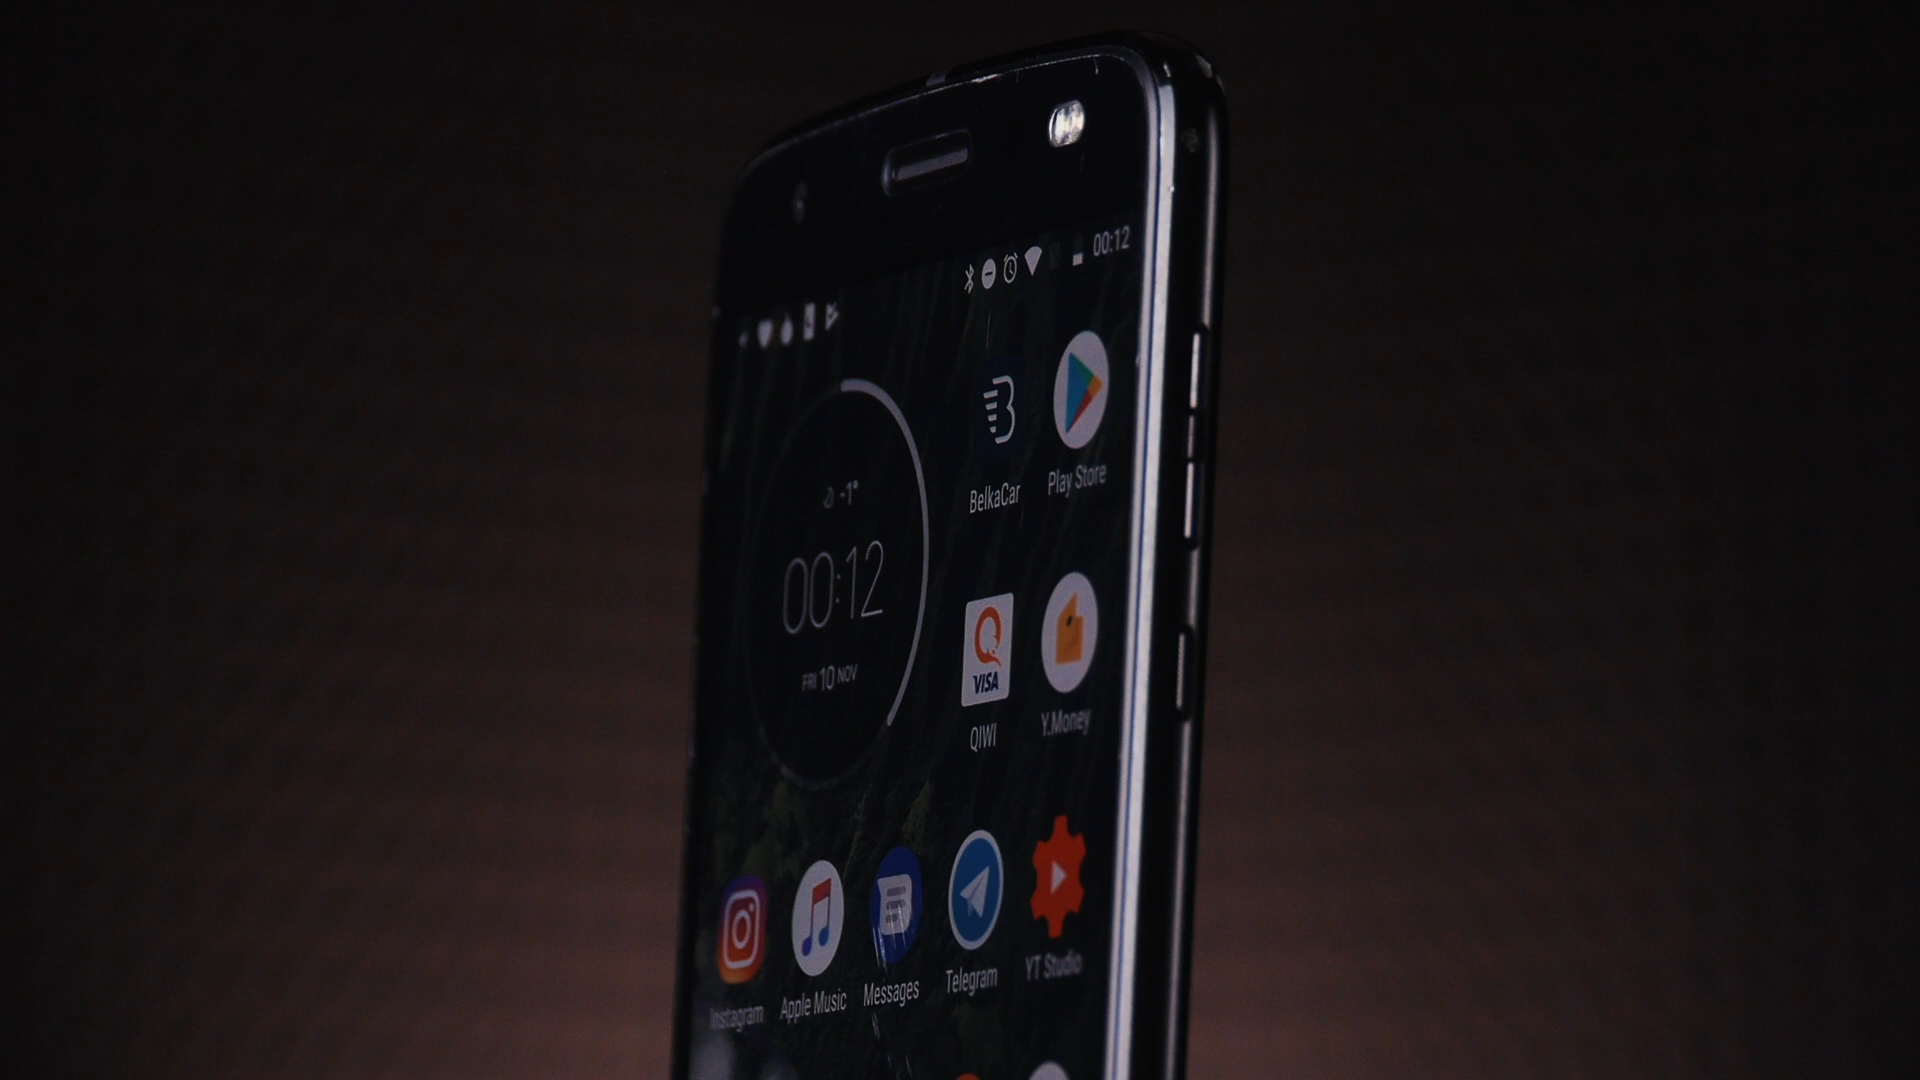 00:12
-1°
00:12
FRI 10 NOV
BelkaCar
Play Store
VISA
QIWI
Y.Money
Instagram
Apple Music
Messages
Telegram
YT Studio